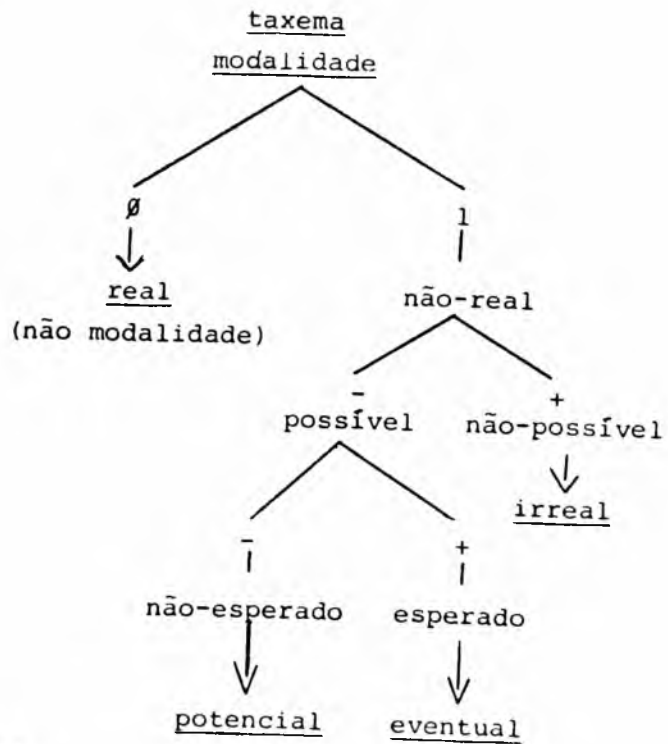 taxema
modalidade
ø 1
real não-real
(não modalidade)
- +
possível não-possível
irreal
- +
não-esperado esperado
potencial eventual